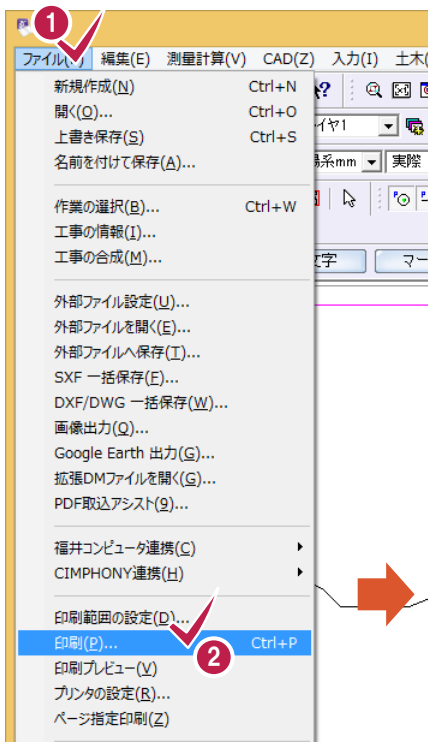 1
ファイル(F) 編集(E) 測量計算(V) CAD(Z) 入力(I) 土木(
新規作成(N) Ctrl+N
開く(O)... Ctrl+O
上書き保存(S) Ctrl+S
名前を付けて保存(A)...
イヤ1
系mm 実際
作業の選択(B)... Ctrl+W
工事の情報(I)...
工事の合成(M)...
文字 マー
外部ファイル設定(U)...
外部ファイルを開く(E)...
外部ファイルへ保存(T)...
SXF 一括保存(F)...
DXF/DWG 一括保存(W)...
画像出力(Q)...
Google Earth 出力(G)...
拡張DMファイルを開く(G)...
PDF取込アシスト(9)...
福井コンピュータ連携(C)
CIMPHONY連携(H)
印刷範囲の設定(D)...
印刷(P)... Ctrl+P
2
印刷プレビュー(V)
プリンタの設定(R)...
ページ指定印刷(Z)